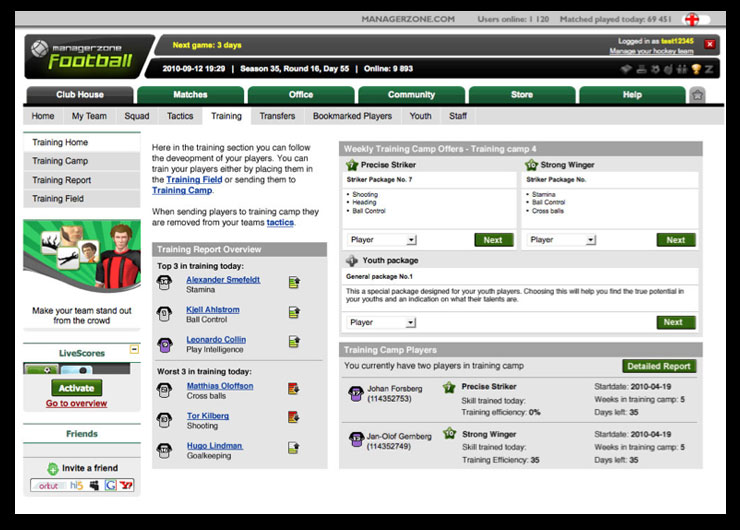 MANAGERZONE.COM Users online: 1 120 Matched played today: 69 451
managerzone
Football
Next game: 3 days
Logged in as test12345
Manage your hockey team
2010-09-12 19:29 | Season 35, Round 16, Day 55 | Online: 9 893
Club House Matches Office Community Store Help
Home My Team Squad Tactics Training Transfers Bookmarked Players Youth Staff
Training Home
Training Camp
Training Report
Training Field
Make your team stand out
from the crowd
LiveScores
Activate
Go to overview
Friends
Invite a friend
orkut hi5 G Y!
Here in the training section you can follow
the deveopment of your players. You can
train your players either by placing them in
the Training Field or sending them to
Training Camp.
When sending players to training camp they
are removed from your teams tactics.
Training Report Overview
Top 3 in training today:
Alexander Smefeldt
Stamina
Kjell Ahlstrom
Ball Control
Leonardo Collin
Play Intelligence
Worst 3 in training today:
Matthias Oloffson
Cross balls
Tor Kilberg
Shooting
Hugo Lindman
Goalkeeping
Weekly Training Camp Offers - Training camp 4
7 Precise Striker
Striker Package No. 7
• Shooting
• Heading
• Ball Control
Player Next
10 Strong Winger
Striker Package No.
• Stamina
• Ball Control
• Cross balls
Player Next
Youth package
General package no.1
This a special package designed for your youth players. Choosing this will help you find the true potential in
your youths and an indication on what their talents are.
Player Next
Training Camp Players
You currently have two players in training camp Detailed Report
Johan Forsberg
(114352753)
7 Precise Striker
Skill trained today:
Training efficiency: 0%
Startdate: 2010-04-19
Weeks in training camp: 5
Days left: 35
Jan-Olof Gernberg
(114352749)
10 Strong Winger
Skill trained today:
Training Efficiency: 35
Startdate: 2010-04-19
Weeks in training camp: 5
Days left: 35